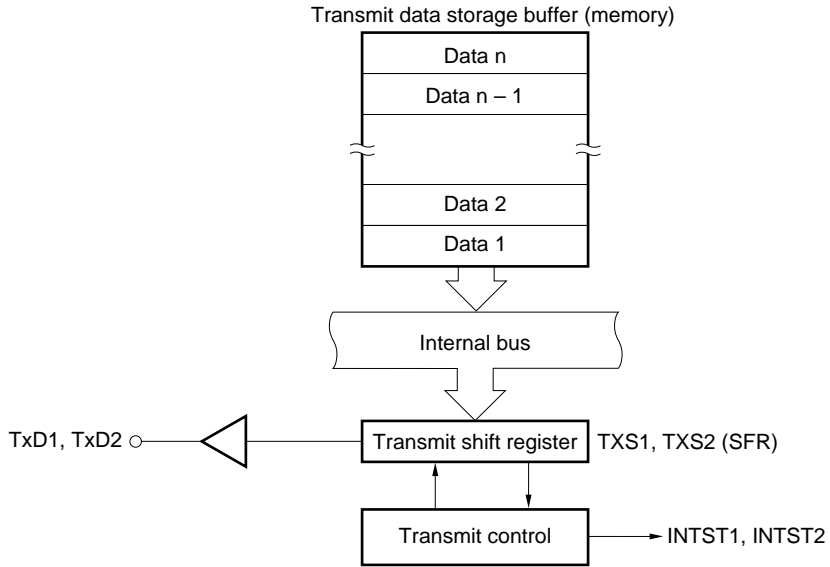 Transmit data storage buffer (memory)
Data n
Data n – 1
Data 2
Data 1
Internal bus
TxD1, TxD2
Transmit shift register
TXS1, TXS2 (SFR)
Transmit control
INTST1, INTST2